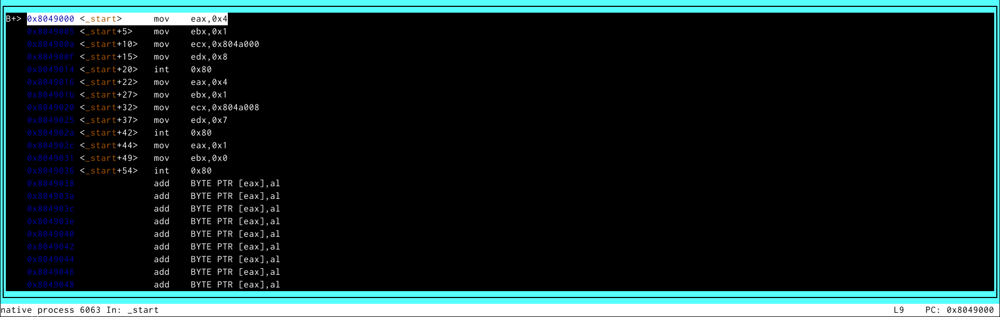 B+> 0x8049000 <_start>      mov    eax,0x4
    0x8049005 <_start+5>    mov    ebx,0x1
    0x804900a <_start+10>   mov    ecx,0x804a000
    0x804900f <_start+15>   mov    edx,0x8
    0x8049014 <_start+20>   int    0x80
    0x8049016 <_start+22>   mov    eax,0x4
    0x804901b <_start+27>   mov    ebx,0x1
    0x8049020 <_start+32>   mov    ecx,0x804a008
    0x8049025 <_start+37>   mov    edx,0x7
    0x804902a <_start+42>   int    0x80
    0x804902c <_start+44>   mov    eax,0x1
    0x8049031 <_start+49>   mov    ebx,0x0
    0x8049036 <_start+54>   int    0x80
    0x8049038               add    BYTE PTR [eax],al
    0x804903a               add    BYTE PTR [eax],al
    0x804903c               add    BYTE PTR [eax],al
    0x804903e               add    BYTE PTR [eax],al
    0x8049040               add    BYTE PTR [eax],al
    0x8049042               add    BYTE PTR [eax],al
    0x8049044               add    BYTE PTR [eax],al
    0x8049046               add    BYTE PTR [eax],al
    0x8049048               add    BYTE PTR [eax],al
native process 6063 In: _start    L9    PC: 0x8049000